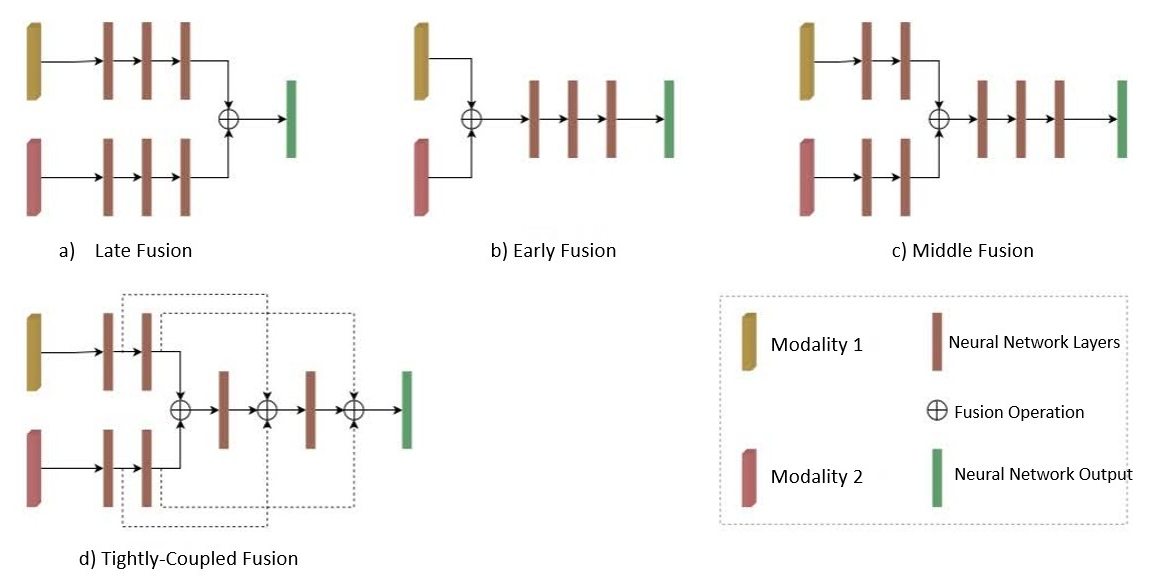 a) Late Fusion
b) Early Fusion
c) Middle Fusion
Modality 1
Neural Network Layers
Fusion Operation
Modality 2
Neural Network Output
d) Tightly-Coupled Fusion